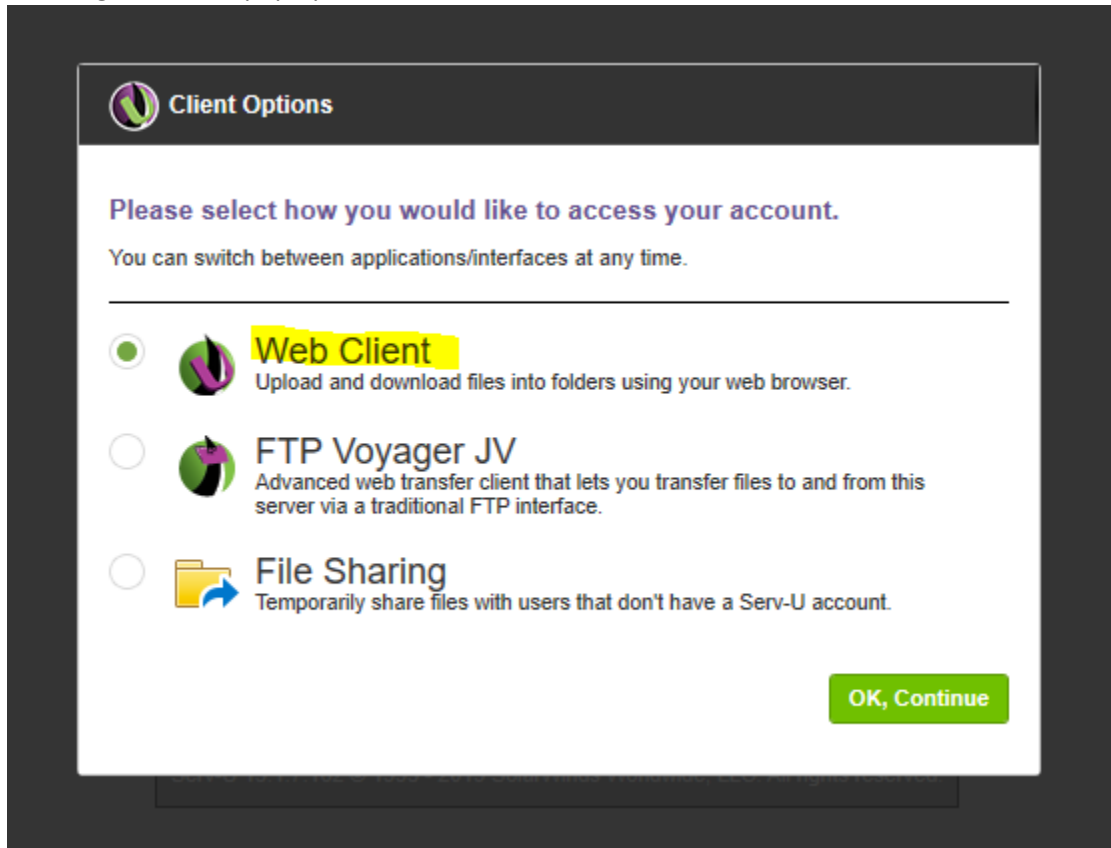 Client Options
Please select how you would like to access your account.
You can switch between applications/interfaces at any time.
Web Client
Upload and download files into folders using your web browser.
FTP Voyager JV
Advanced web transfer client that lets you transfer files to and from this
server via a traditional FTP interface.
File Sharing
Temporarily share files with users that don't have a Serv-U account.
OK, Continue